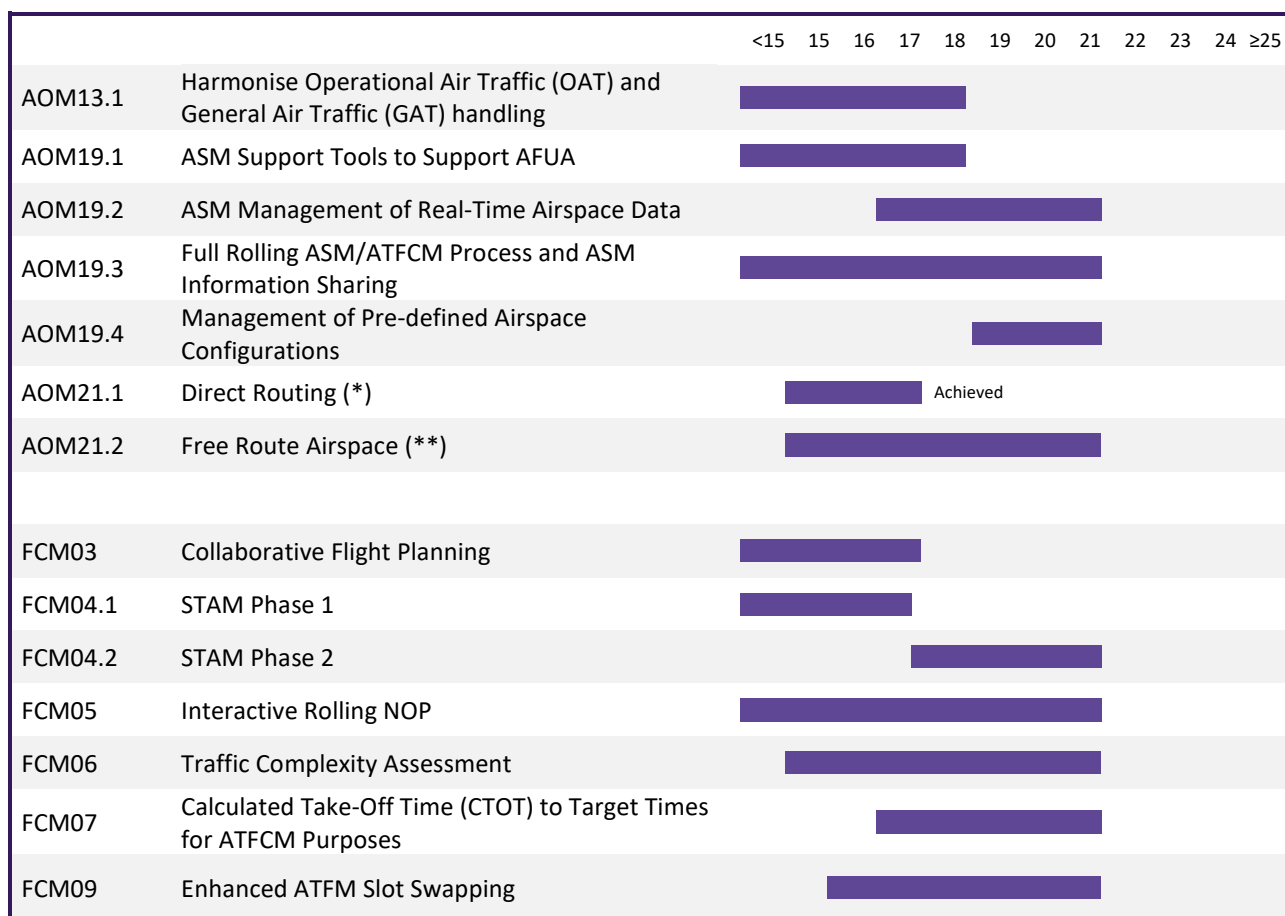 <15 15 16 17 18 19 20 21 22 23 24 ≥25
AOM13.1 Harmonise Operational Air Traffic (OAT) and
General Air Traffic (GAT) handling
AOM19.1 ASM Support Tools to Support AFUA
AOM19.2 ASM Management of Real-Time Airspace Data
AOM19.3 Full Rolling ASM/ATFCM Process and ASM
Information Sharing
AOM19.4 Management of Pre-defined Airspace
Configurations
AOM21.1 Direct Routing (*) Achieved
AOM21.2 Free Route Airspace (**)
FCM03 Collaborative Flight Planning
FCM04.1 STAM Phase 1
FCM04.2 STAM Phase 2
FCM05 Interactive Rolling NOP
FCM06 Traffic Complexity Assessment
FCM07 Calculated Take-Off Time (CTOT) to Target Times
for ATFCM Purposes
FCM09 Enhanced ATFM Slot Swapping